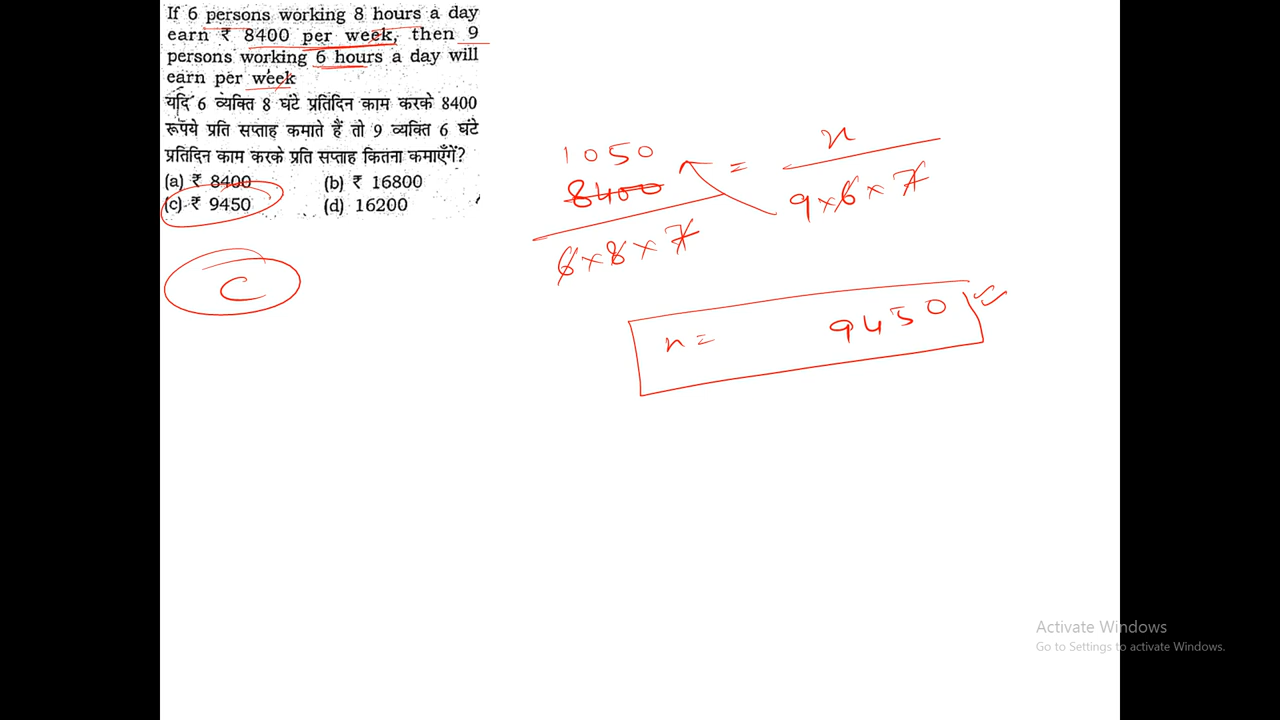 If 6 persons working 8 hours a day
earn ₹ 8400 per week, then 9
persons working 6 hours a day will
earn per week
यदि 6 व्यक्ति 8 घंटे प्रतिदिन काम करके 8400
रूपये प्रति सप्ताह कमाते हैं तो 9 व्यक्ति 6 घंटे
प्रतिदिन काम करके प्रति सप्ताह कितना कमाएँगें?
(a) ₹ 8400 (b) ₹ 16800
(c) ₹ 9450 (d) 16200
C
1050
8400 = n
6×8×7 9×6×7
n = 9450
Activate Windows
Go to Settings to activate Windows.